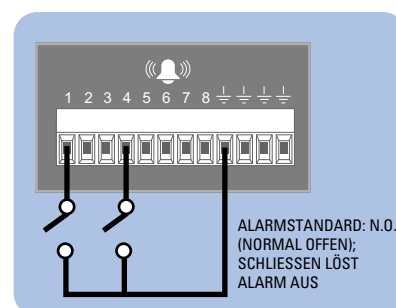 1 2 3 4 5 6 7 8
ALARMSTANDARD: N.O.
(NORMAL OFFEN);
SCHLIESSEN LÖST
ALARM AUS